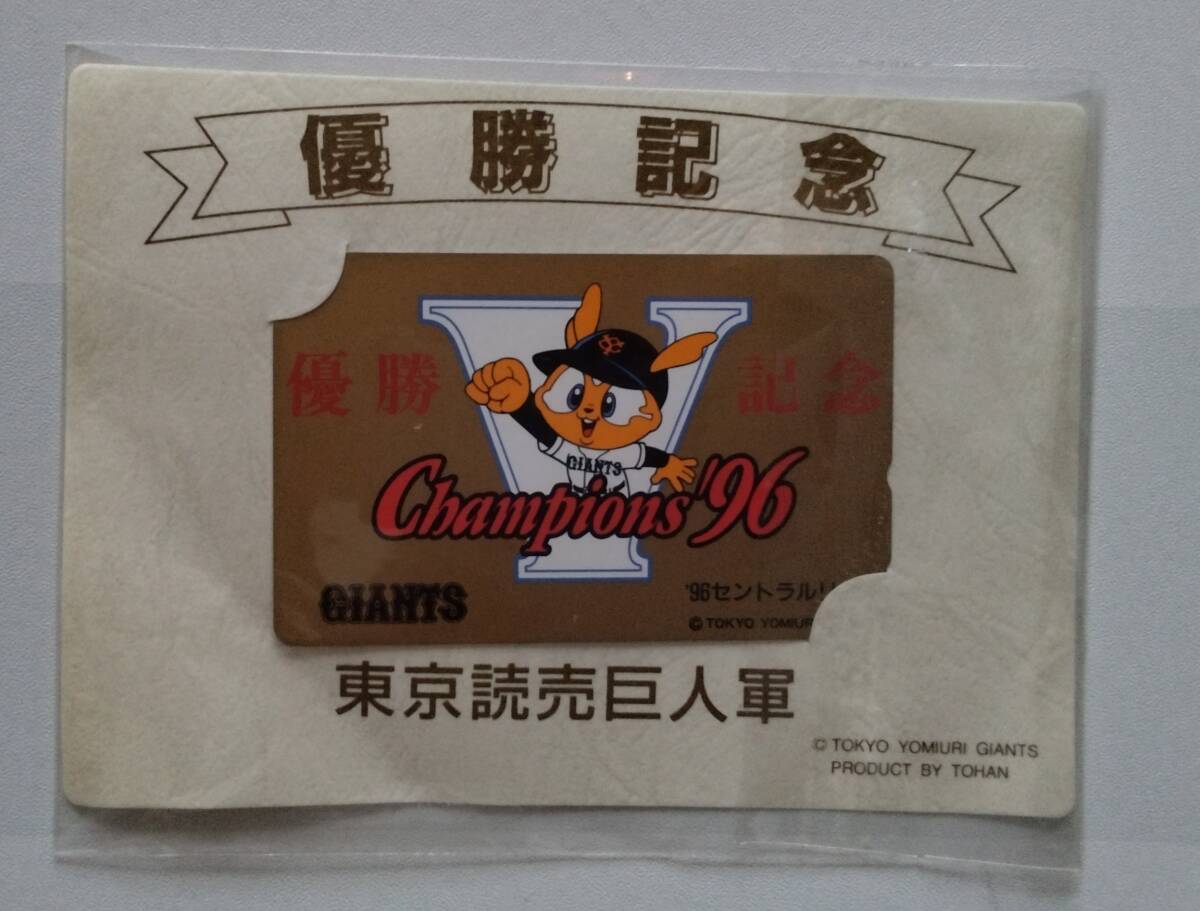 優勝記念
優勝 記念
GIANTS
Champions '96
GIANTS
'96セントラルリ
© TOKYO YOMIUR
東京読売巨人軍
© TOKYO YOMIURI GIANTS
PRODUCT BY TOHAN